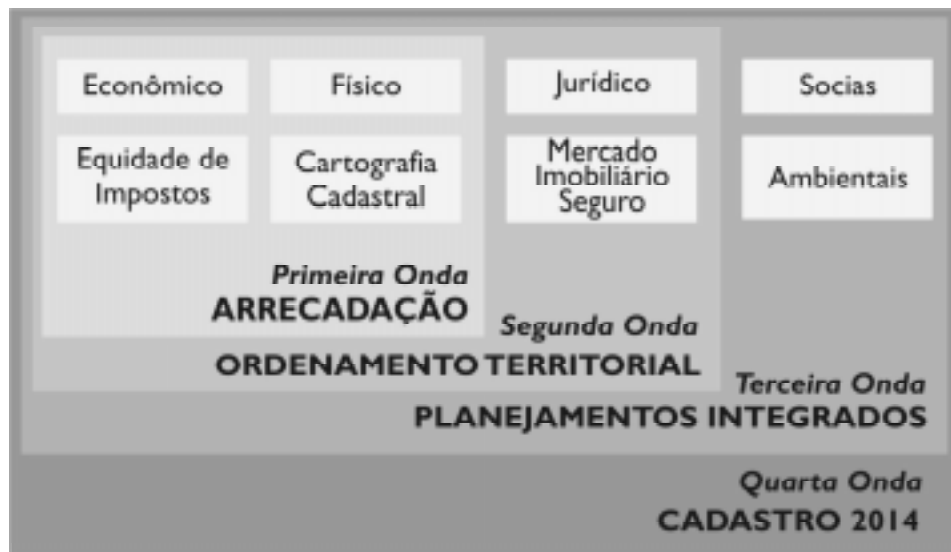 Econômico
Físico
Jurídico
Socias
Equidade de
Impostos
Cartografia
Cadastral
Mercado
Imobiliário
Seguro
Ambientais
Primeira Onda
ARRECADAÇÃO
Segunda Onda
ORDENAMENTO TERRITORIAL
Terceira Onda
PLANEJAMENTOS INTEGRADOS
Quarta Onda
CADASTRO 2014